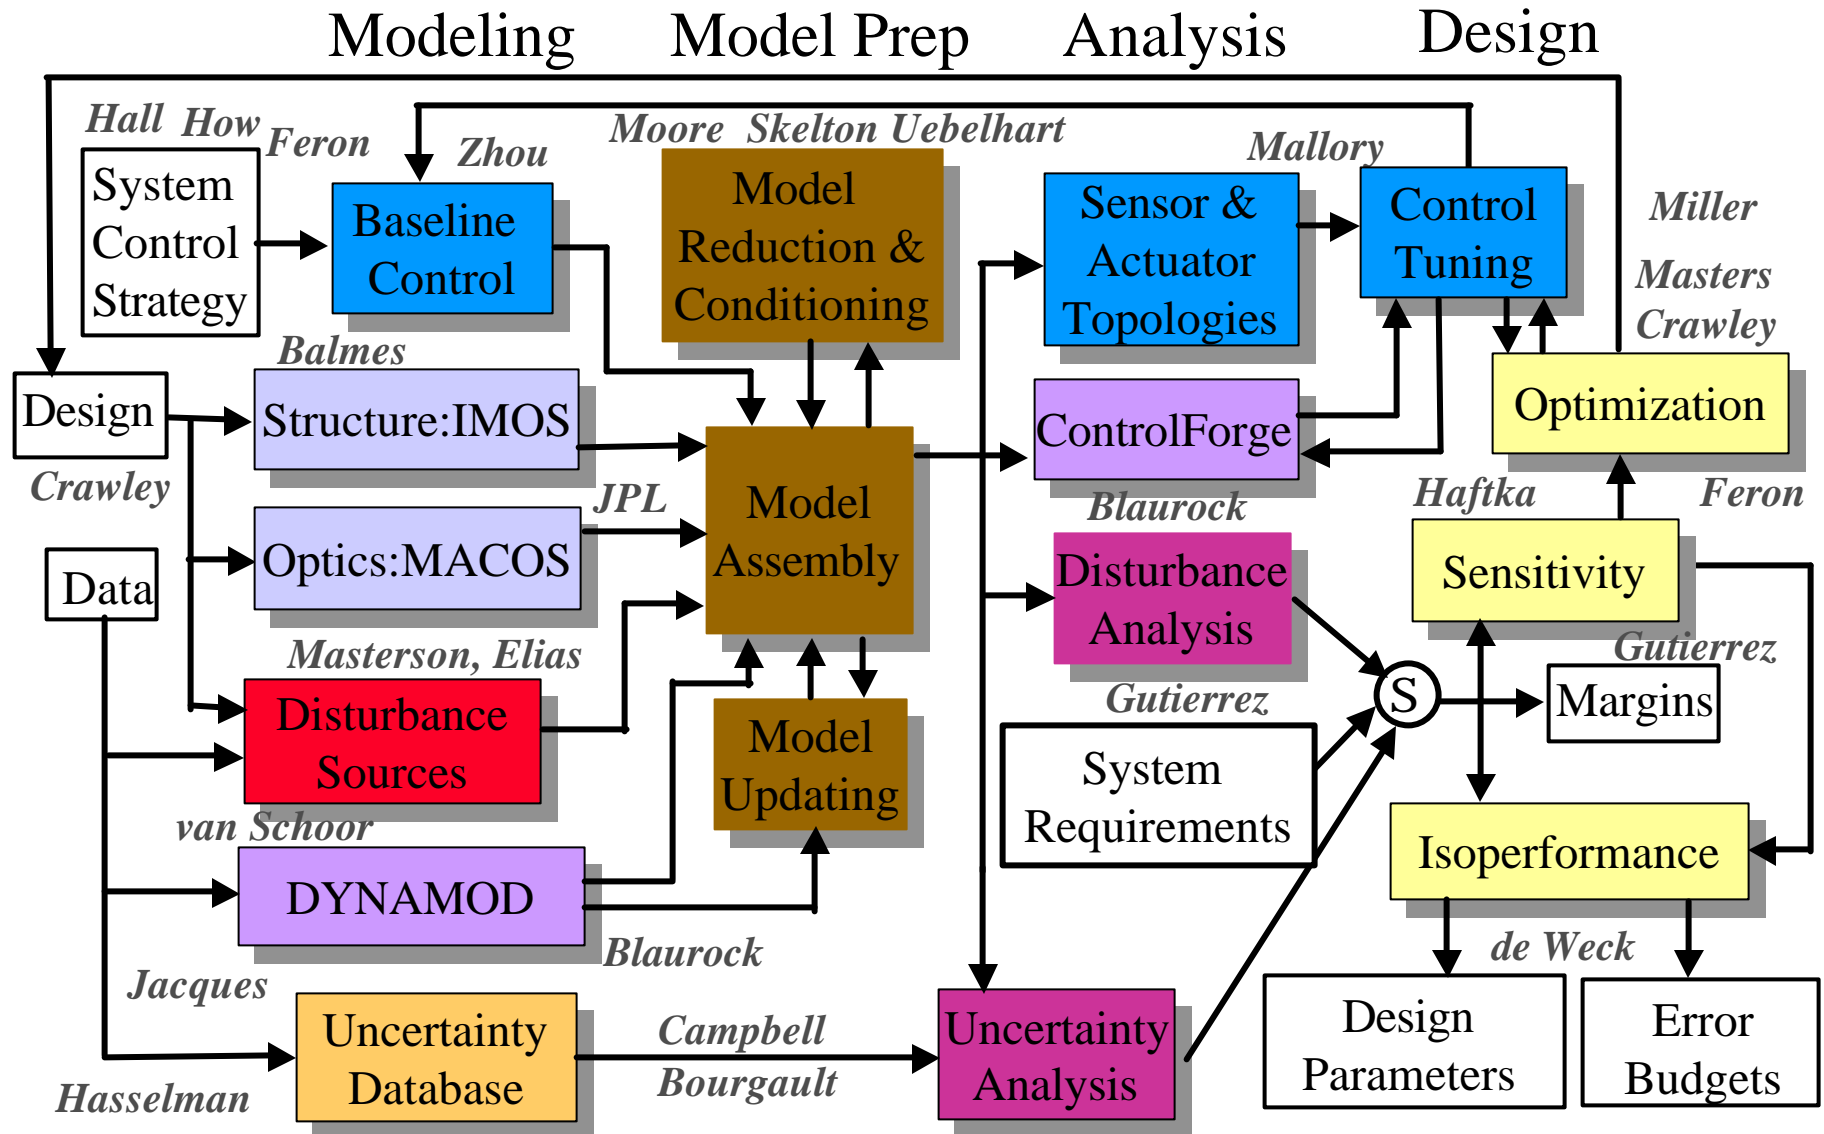 Modeling
Model Prep
Analysis
Design
Hall How
Feron
Zhou
Moore Skelton Uebelhart
Mallory
System
Control
Strategy
Baseline
Control
Model
Reduction &
Conditioning
Sensor &
Actuator
Topologies
Control
Tuning
Miller
Masters
Crawley
Balmes
Design
Structure:IMOS
ControlForge
Optimization
Crawley
JPL
Blaurock
Haftka
Feron
Data
Optics:MACOS
Model
Assembly
Disturbance
Analysis
Sensitivity
Masterson, Elias
Gutierrez
Gutierrez
Disturbance
Sources
Model
Updating
System
Requirements
S
Margins
van Schoor
DYNAMOD
Isoperformance
Blaurock
de Weck
Jacques
Uncertainty
Database
Campbell
Bourgault
Uncertainty
Analysis
Design
Parameters
Error
Budgets
Hasselman